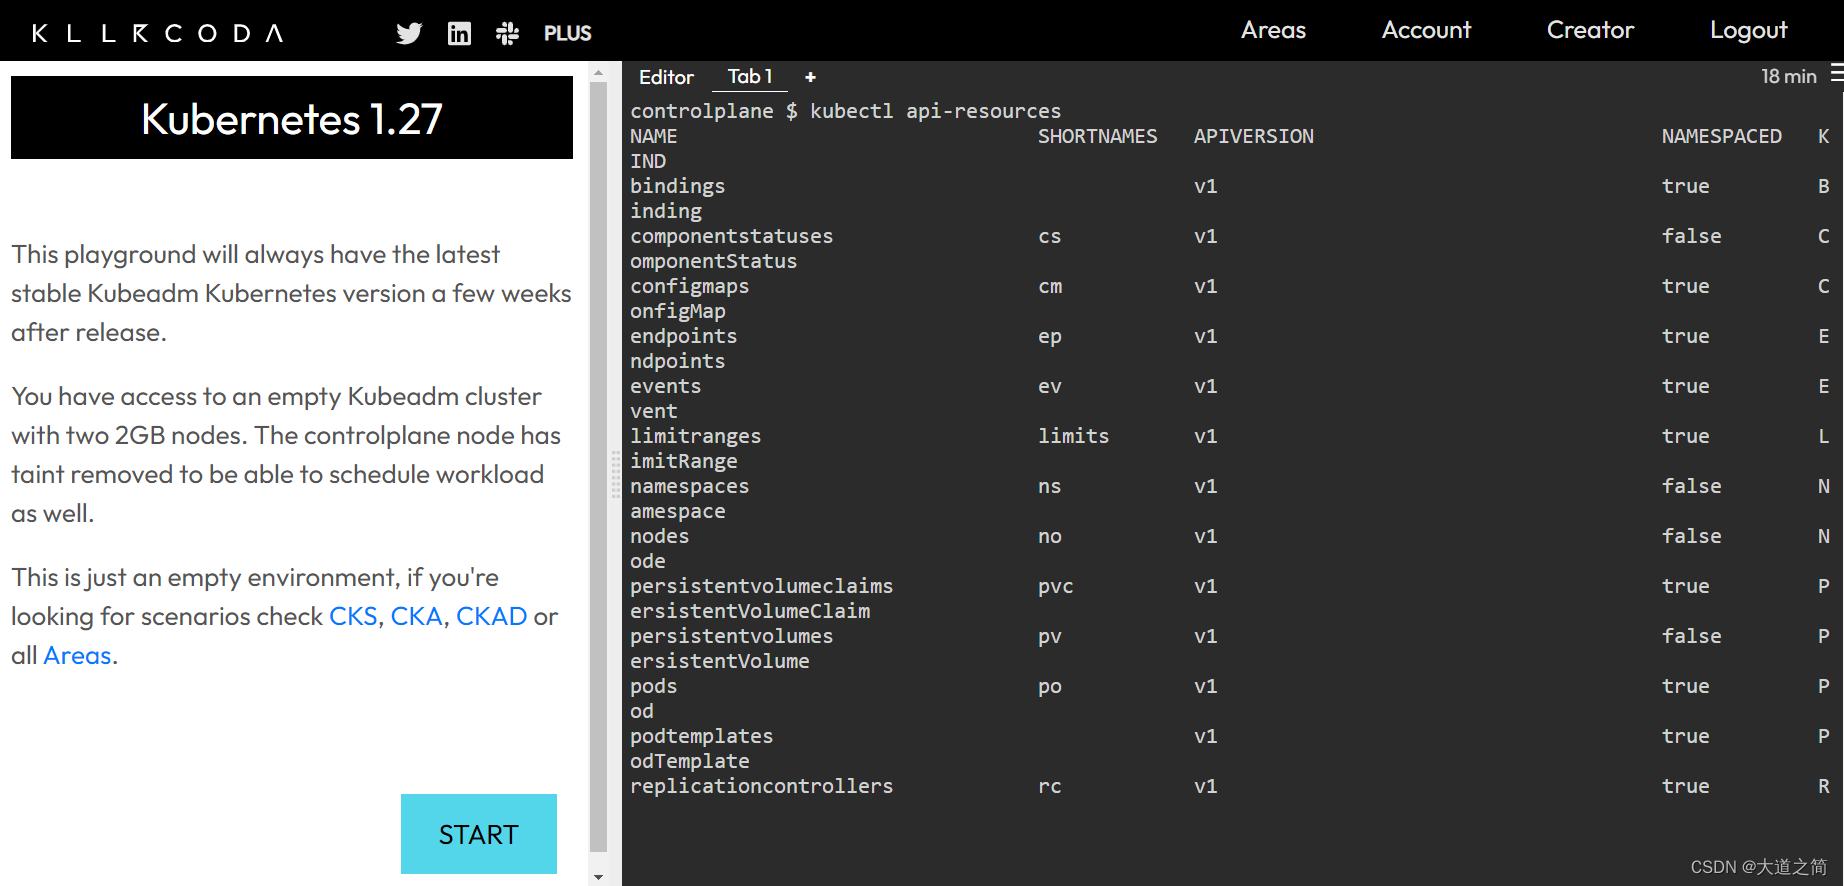 KLLRCODA PLUS Areas Account Creator Logout
Kubernetes 1.27
This playground will always have the latest
stable Kubeadm Kubernetes version a few weeks
after release.
You have access to an empty Kubeadm cluster
with two 2GB nodes. The controlplane node has
taint removed to be able to schedule workload
as well.
This is just an empty environment, if you're
looking for scenarios check CKS, CKA, CKAD or
all Areas.
START
Editor Tab 1 + 18 min
controlplane $ kubectl api-resources
NAME SHORTNAMES APIVERSION NAMESPACED K
IND
bindings v1 true B
inding
componentstatuses cs v1 false C
omponentStatus
configmaps cm v1 true C
onfigMap
endpoints ep v1 true E
ndpoints
events ev v1 true E
vent
limitranges limits v1 true L
imitRange
namespaces ns v1 false N
amespace
nodes no v1 false N
ode
persistentvolumeclaims pvc v1 true P
ersistentVolumeClaim
persistentvolumes pv v1 false P
ersistentVolume
pods po v1 true P
od
podtemplates v1 true P
odTemplate
replicationcontrollers rc v1 true R
CSDN @大道之简